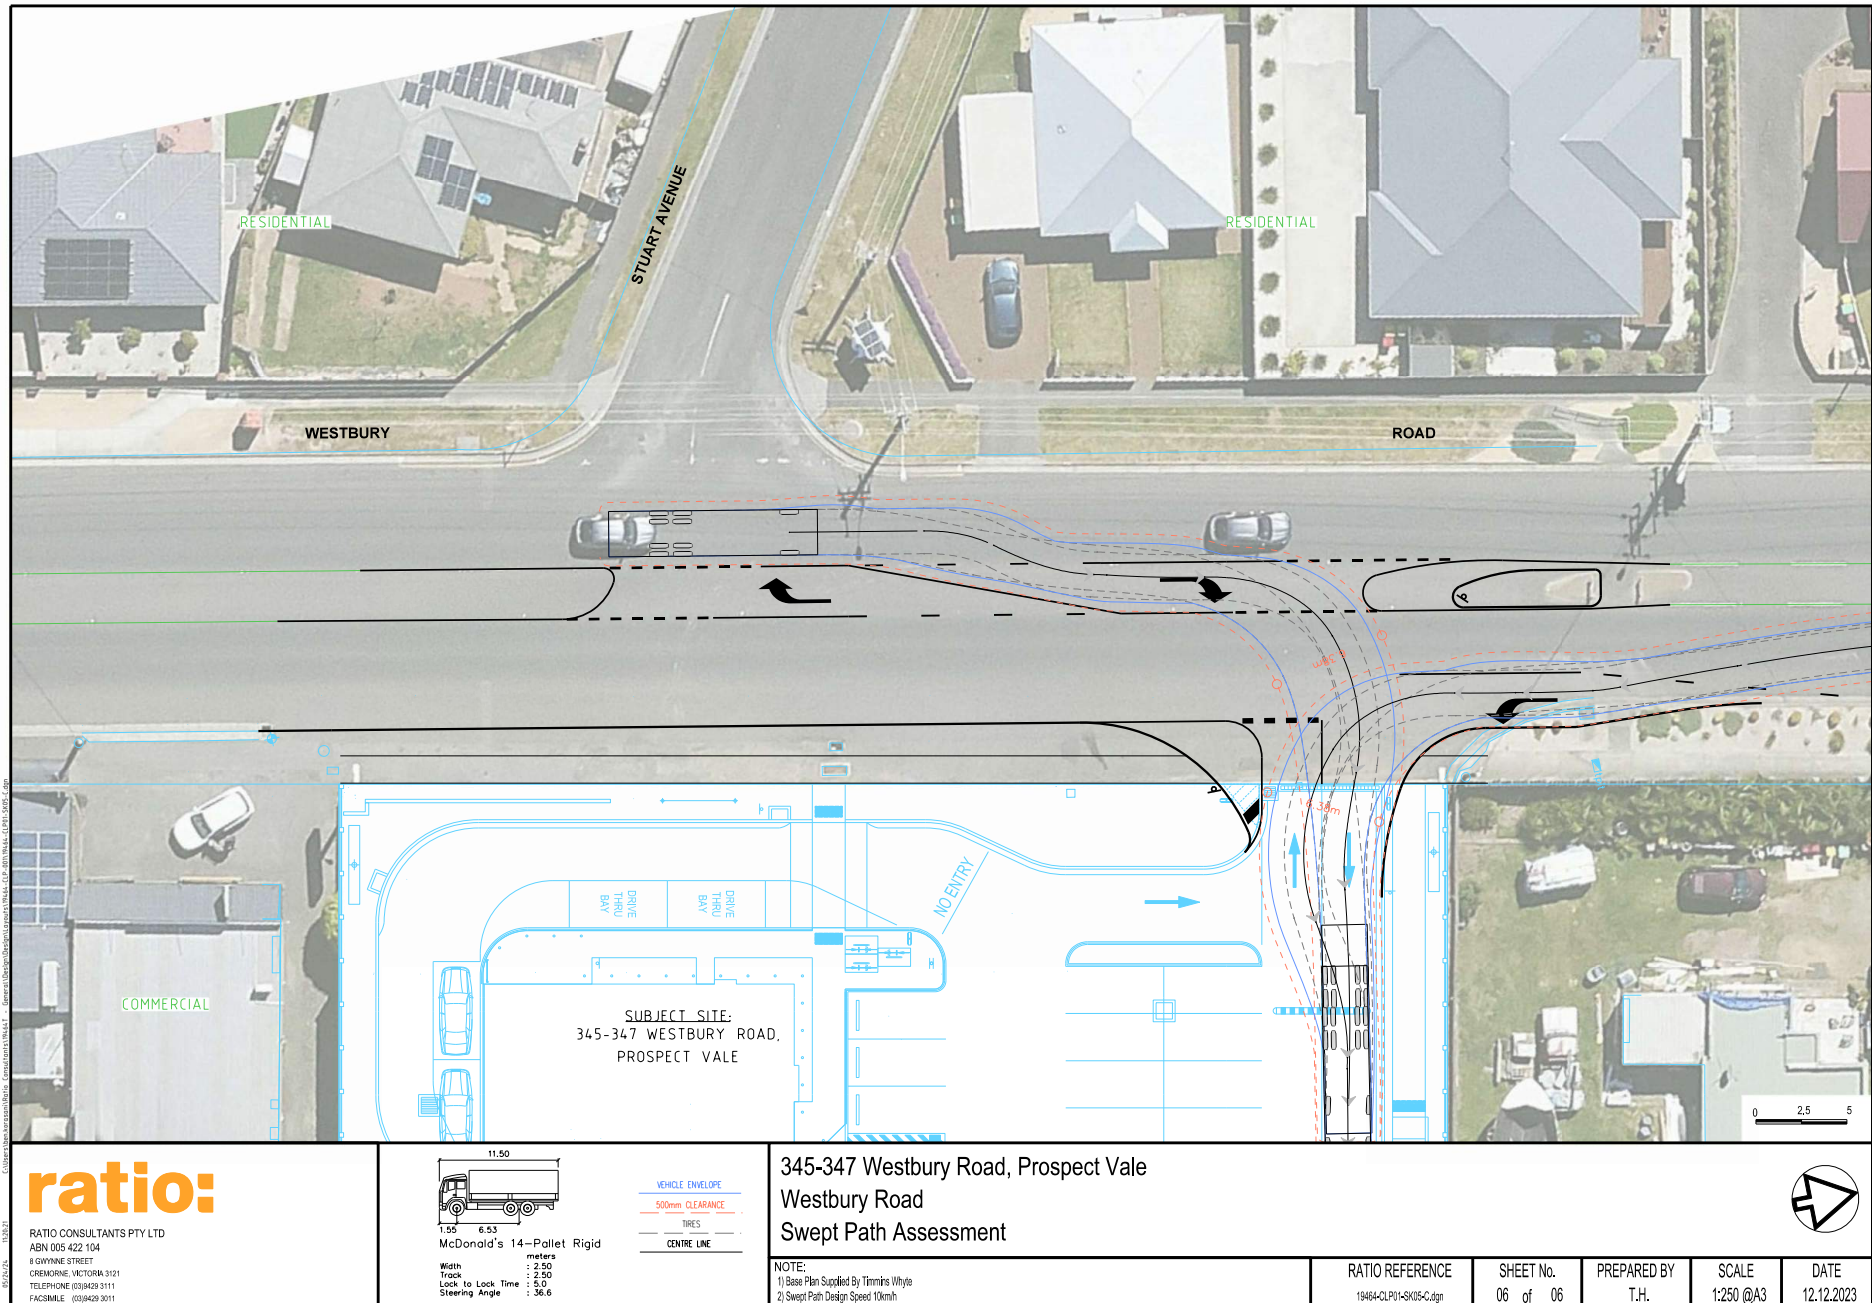 STUART AVENUE
RESIDENTIAL
RESIDENTIAL
WESTBURY
ROAD
6.38m
NO ENTRY
DRIVE
THRU
BAY
DRIVE
THRU
BAY
COMMERCIAL
SUBJECT SITE:
345-347 WESTBURY ROAD,
PROSPECT VALE
0 2.5 5
ratio:
RATIO CONSULTANTS PTY LTD
ABN 005 422 104
8 GWYNNE STREET
CREMORNE, VICTORIA 3121
TELEPHONE (03)9429 3111
FACSIMILE (03)9429 3011
11.50
1.55 6.53
McDonald's 14-Pallet Rigid
meters
Width : 2.50
Track : 2.50
Lock to Lock Time : 5.0
Steering Angle : 36.6
VEHICLE ENVELOPE
500mm CLEARANCE
TIRES
CENTRE LINE
345-347 Westbury Road, Prospect Vale
Westbury Road
Swept Path Assessment
NOTE:
1) Base Plan Supplied By Timmins Whyte
2) Swept Path Design Speed 10km/h
RATIO REFERENCE
19464-CLP01-SK05-C.dgn
SHEET No.
06 of 06
PREPARED BY
T.H.
SCALE
1:250 @A3
DATE
12.12.2023